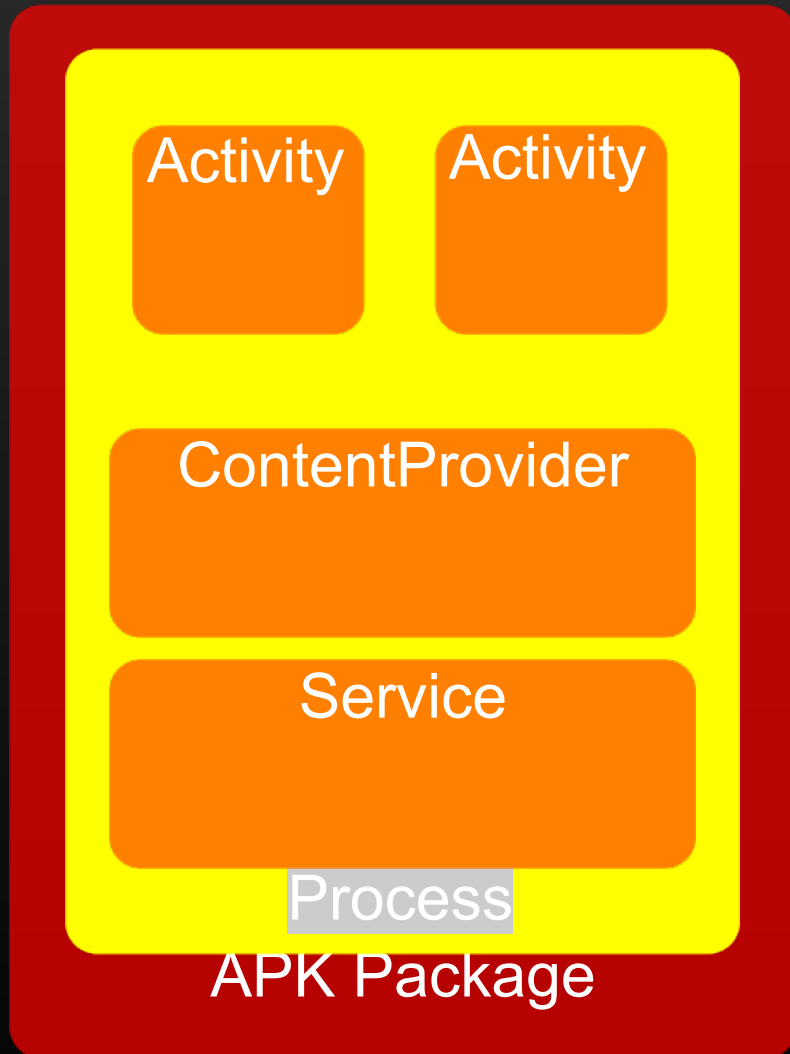 Activity
Activity
ContentProvider
Service
Process
APK Package